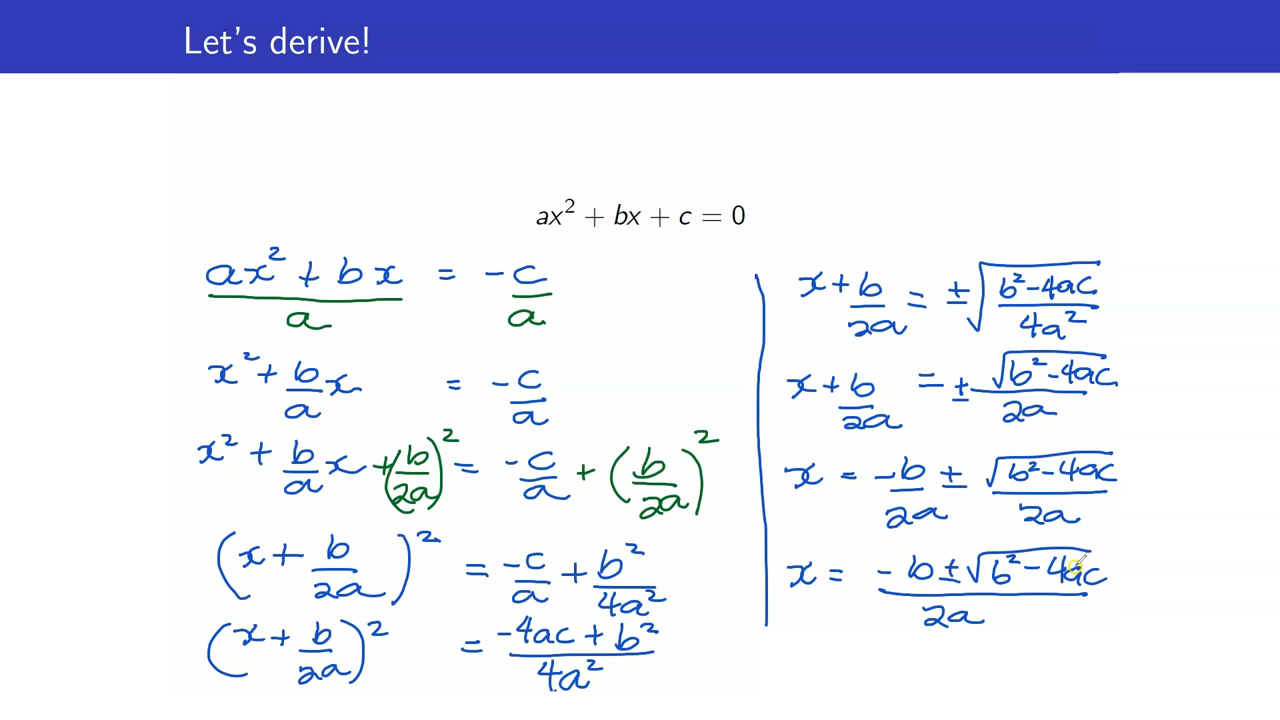 Let's derive!
ax² + bx + c = 0
ax² + bx / a = -c / a
x² + b/a x = -c/a
x² + b/a x + (b/2a)² = -c/a + (b/2a)²
(x + b/2a)² = -c/a + b²/4a²
(x + b/2a)² = -4ac + b² / 4a²
x + b/2a = ± √(b² - 4ac / 4a²)
x + b/2a = ± √(b² - 4ac) / 2a
x = -b/2a ± √(b² - 4ac) / 2a
x = -b ± √(b² - 4ac) / 2a